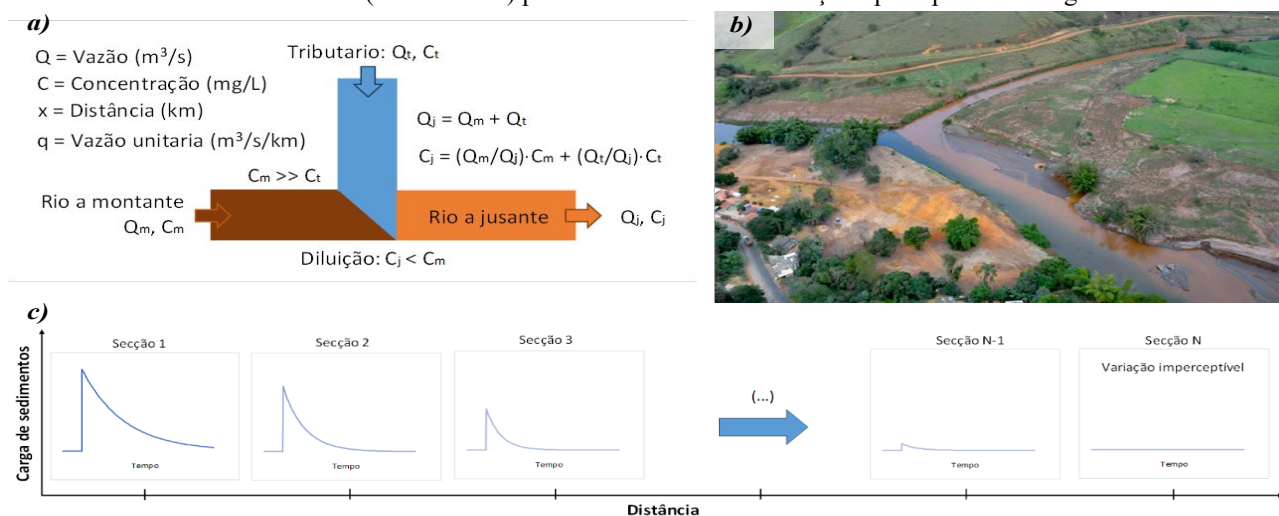 a)
Q = Vazão (m³/s)
C = Concentração (mg/L)
x = Distância (km)
q = Vazão unitaria (m³/s/km)
Tributario: Qₜ, Cₜ
Qⱼ = Qₘ + Qₜ
Cⱼ = (Qₘ/Qⱼ)·Cₘ + (Qₜ/Qⱼ)·Cₜ
Cₘ >> Cₜ
Rio a montante
Qₘ, Cₘ
Rio a jusante
Qⱼ, Cⱼ
Diluição: Cⱼ < Cₘ
b)
c)
Carga de sedimentos
Secção 1
Tempo
Secção 2
Tempo
Secção 3
Tempo
(...)
Secção N-1
Tempo
Secção N
Variação imperceptível
Tempo
Distância